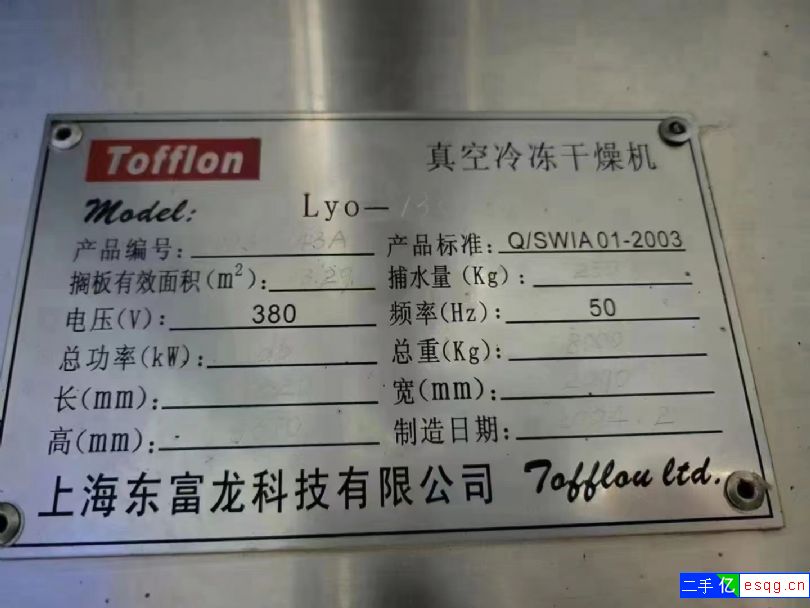 Tofflon 真空冷冻干燥机
Model: Lyo—
产品编号: 产品标准: Q/SWIA 01-2003
搁板有效面积(m²): 捕水量(Kg):
电压(V): 380 频率(Hz): 50
总功率(kW): 总重(Kg):
长(mm): 宽(mm):
高(mm): 制造日期:
上海东富龙科技有限公司 Tofflon ltd.
二手亿 esqg.cn